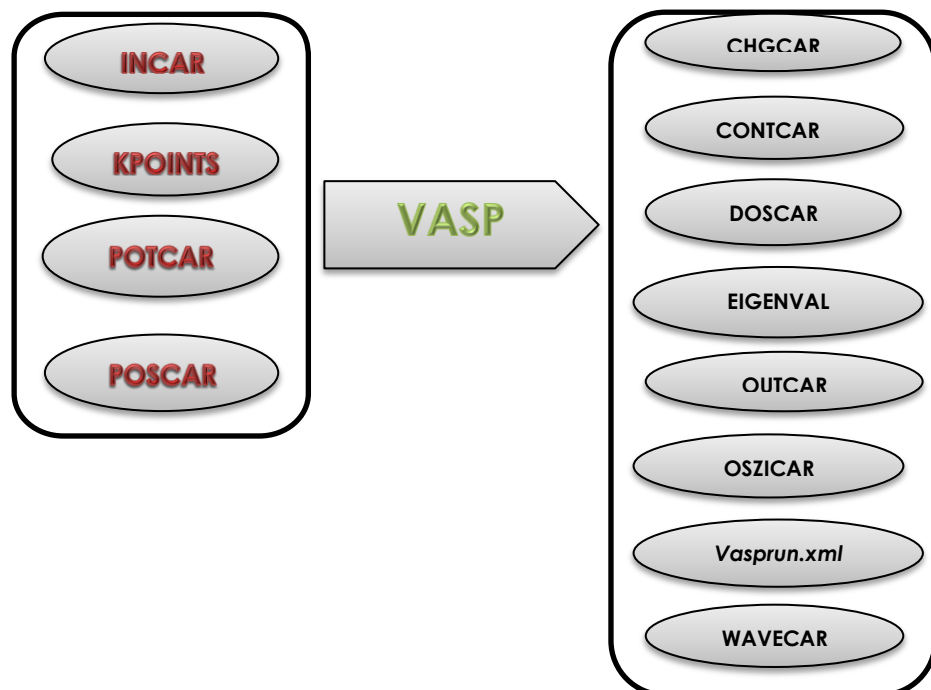 INCAR
KPOINTS
POTCAR
POSCAR
VASP
CHGCAR
CONTCAR
DOSCAR
EIGENVAL
OUTCAR
OSZICAR
Vasprun.xml
WAVECAR